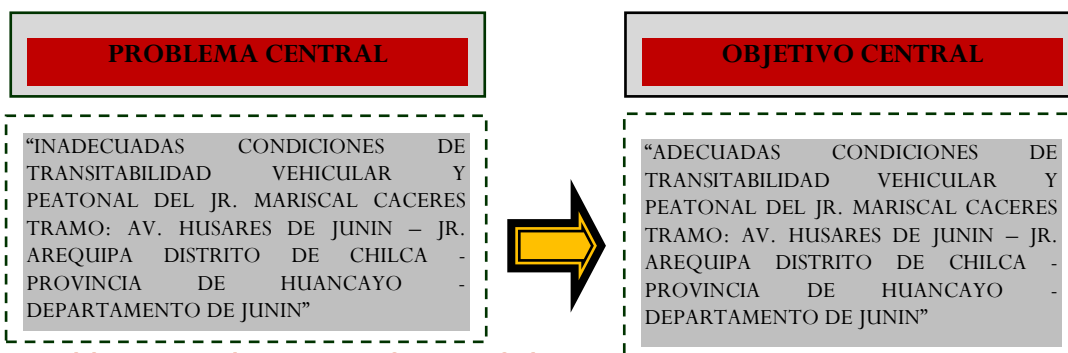 PROBLEMA CENTRAL
“INADECUADAS CONDICIONES DE
TRANSITABILIDAD VEHICULAR Y
PEATONAL DEL JR. MARISCAL CACERES
TRAMO: AV. HUSARES DE JUNIN – JR.
AREQUIPA DISTRITO DE CHILCA -
PROVINCIA DE HUANCAYO -
DEPARTAMENTO DE JUNIN”
OBJETIVO CENTRAL
“ADECUADAS CONDICIONES DE
TRANSITABILIDAD VEHICULAR Y
PEATONAL DEL JR. MARISCAL CACERES
TRAMO: AV. HUSARES DE JUNIN – JR.
AREQUIPA DISTRITO DE CHILCA -
PROVINCIA DE HUANCAYO -
DEPARTAMENTO DE JUNIN”